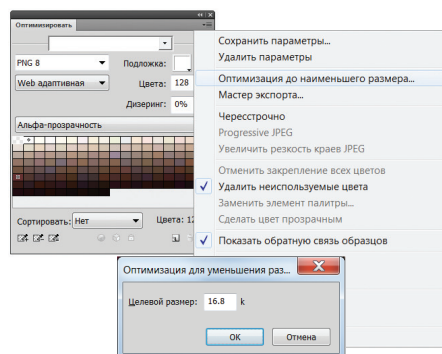 Оптимизировать
PNG 8
Подложка:
Web адаптивная
Цвета: 128
Дизеринг: 0%
Альфа-прозрачность
Сортировать: Нет
Цвета: 12
Сохранить параметры...
Удалить параметры
Оптимизация до наименьшего размера...
Мастер экспорта...
Чересстрочно
Progressive JPEG
Увеличить резкость краев JPEG
Отменить закрепление всех цветов
Удалить неиспользуемые цвета
Заменить элемент палитры...
Сделать цвет прозрачным
Показать обратную связь образцов
Оптимизация для уменьшения раз...
Целевой размер: 16.8 k
ОК
Отмена